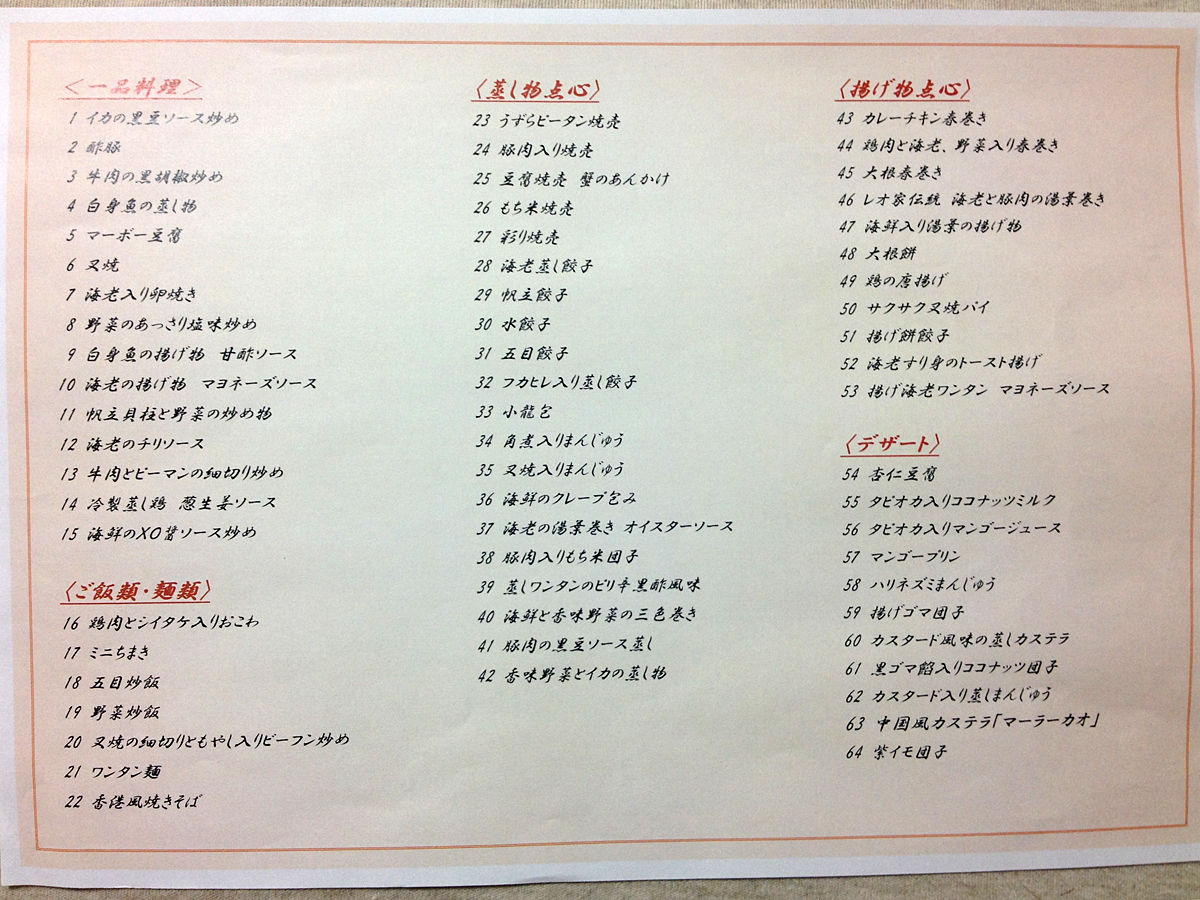 〈一品料理〉
1 イカの黒豆ソース炒め
2 酢豚
3 牛肉の黒胡椒炒め
4 白身魚の蒸し物
5 マーボー豆腐
6 叉焼
7 海老入り卵焼き
8 野菜のあっさり塩味炒め
9 白身魚の揚げ物 甘酢ソース
10 海老の揚げ物 マヨネーズソース
11 帆立貝柱と野菜の炒め物
12 海老のチリソース
13 牛肉とピーマンの細切り炒め
14 冷製蒸し鶏 葱生姜ソース
15 海鮮のXO醤ソース炒め
〈ご飯類・麺類〉
16 鶏肉とシイタケ入りおこわ
17 ミニちまき
18 五目炒飯
19 野菜炒飯
20 叉焼の細切りともやし入りビーフン炒め
21 ワンタン麺
22 香港風焼きそば
〈蒸し物点心〉
23 うずらピータン焼売
24 豚肉入り焼売
25 豆腐焼売 蟹のあんかけ
26 もち米焼売
27 彩り焼売
28 海老蒸し餃子
29 帆立餃子
30 水餃子
31 五目餃子
32 フカヒレ入り蒸し餃子
33 小龍包
34 角煮入りまんじゅう
35 叉焼入りまんじゅう
36 海鮮のクレープ包み
37 海老の湯葉巻き オイスターソース
38 豚肉入りもち米団子
39 蒸しワンタンのピリ辛黒酢風味
40 海鮮と香味野菜の三色巻き
41 豚肉の黒豆ソース蒸し
42 香味野菜とイカの蒸し物
〈揚げ物点心〉
43 カレーチキン春巻き
44 鶏肉と海老、野菜入り春巻き
45 大根春巻き
46 レオ家伝統 海老と豚肉の湯葉巻き
47 海鮮入り湯葉の揚げ物
48 大根餅
49 鶏の唐揚げ
50 サクサク叉焼パイ
51 揚げ餅餃子
52 海老すり身のトースト揚げ
53 揚げ海老ワンタン マヨネーズソース
〈デザート〉
54 杏仁豆腐
55 タピオカ入りココナッツミルク
56 タピオカ入りマンゴージュース
57 マンゴープリン
58 ハリネズミまんじゅう
59 揚げゴマ団子
60 カスタード風味の蒸しカステラ
61 黒ゴマ餡入りココナッツ団子
62 カスタード入り蒸しまんじゅう
63 中国風カステラ「マーラーカオ」
64 紫イモ団子